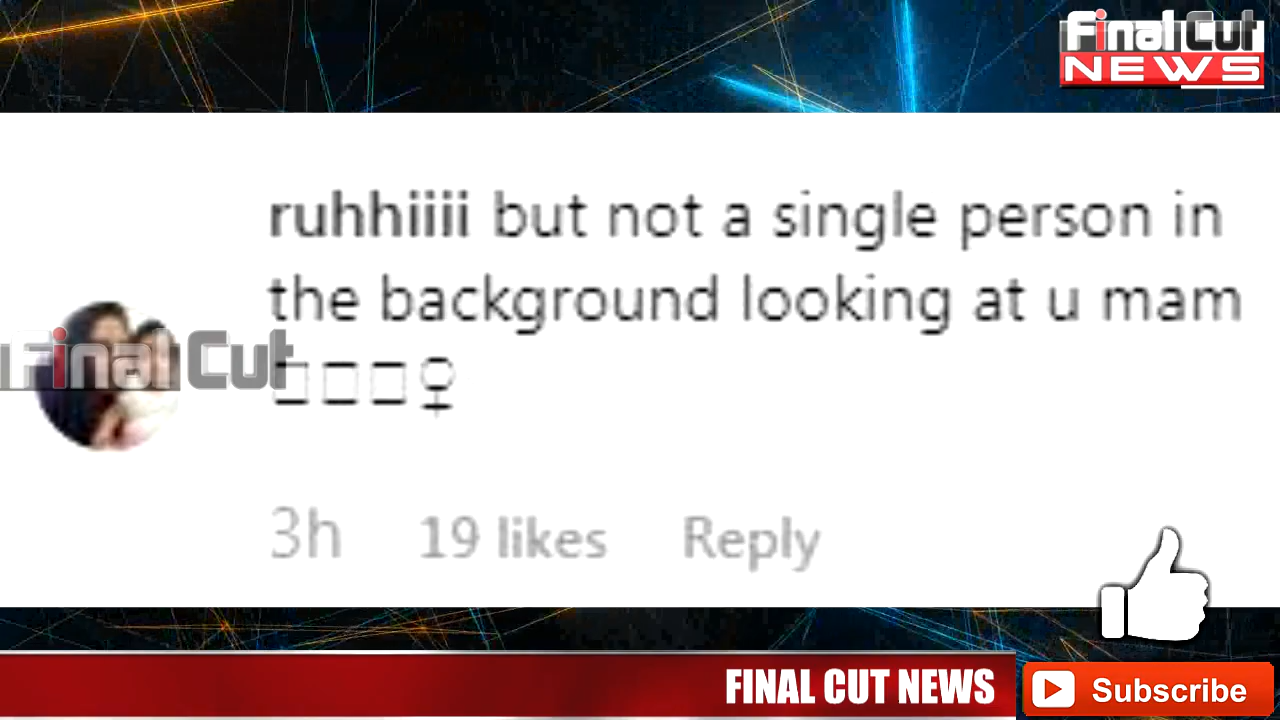 Final Cut
NEWS
ruhhiiii but not a single person in
the background looking at u mam
Final Cut
□□□♀
3h 19 likes Reply
FINAL CUT NEWS
Subscribe